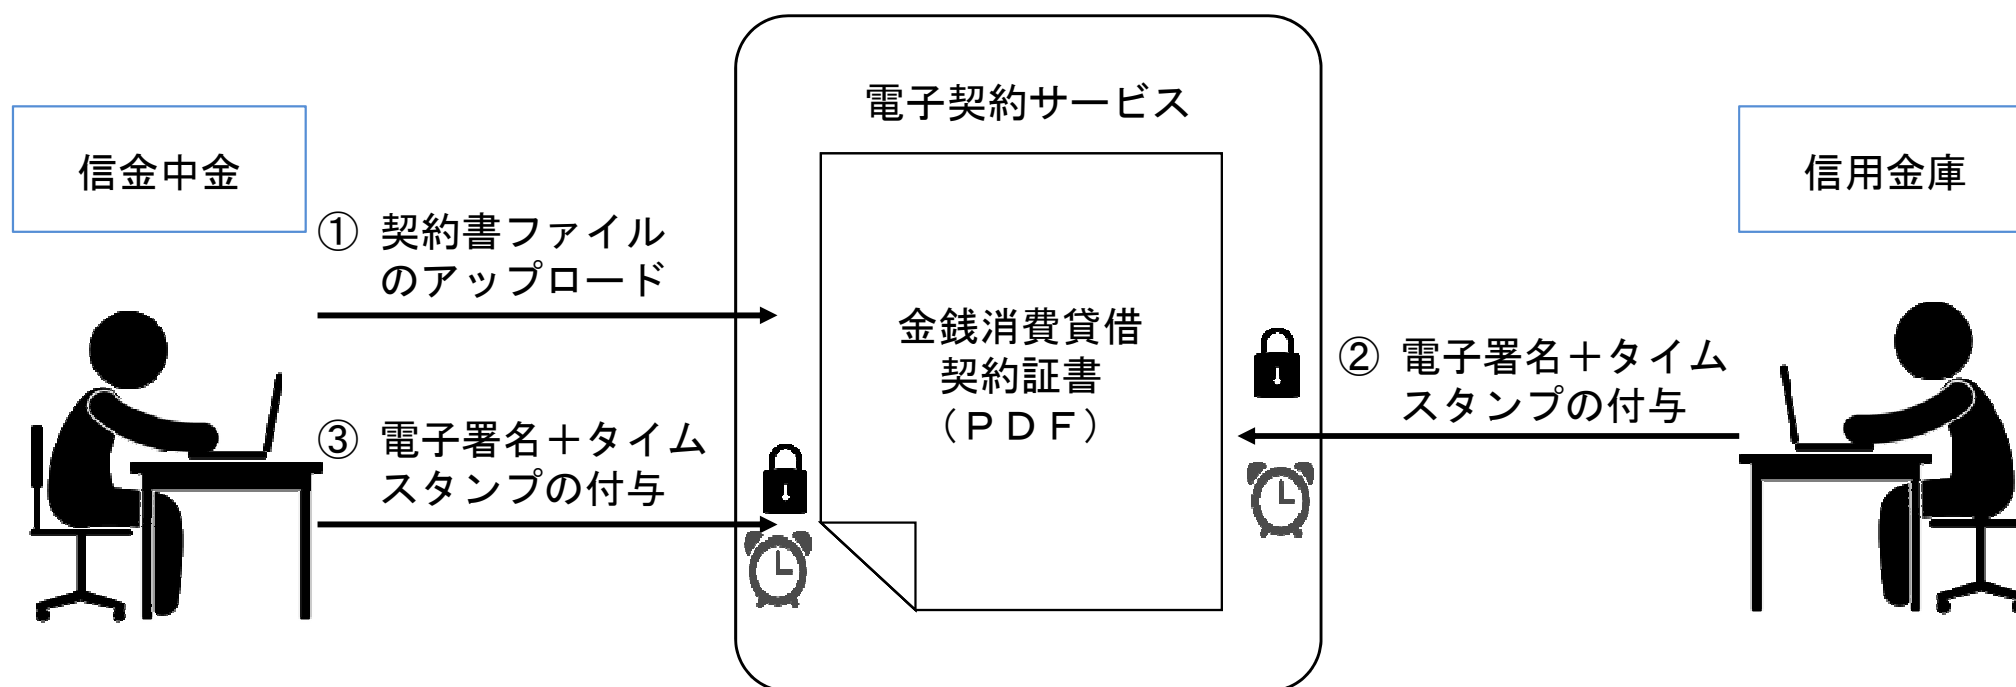 電子契約サービス
信金中金
信用金庫
① 契約書ファイル
のアップロード
金銭消費貸借
契約証書
（ＰＤＦ）
② 電子署名＋タイム
スタンプの付与
③ 電子署名＋タイム
スタンプの付与